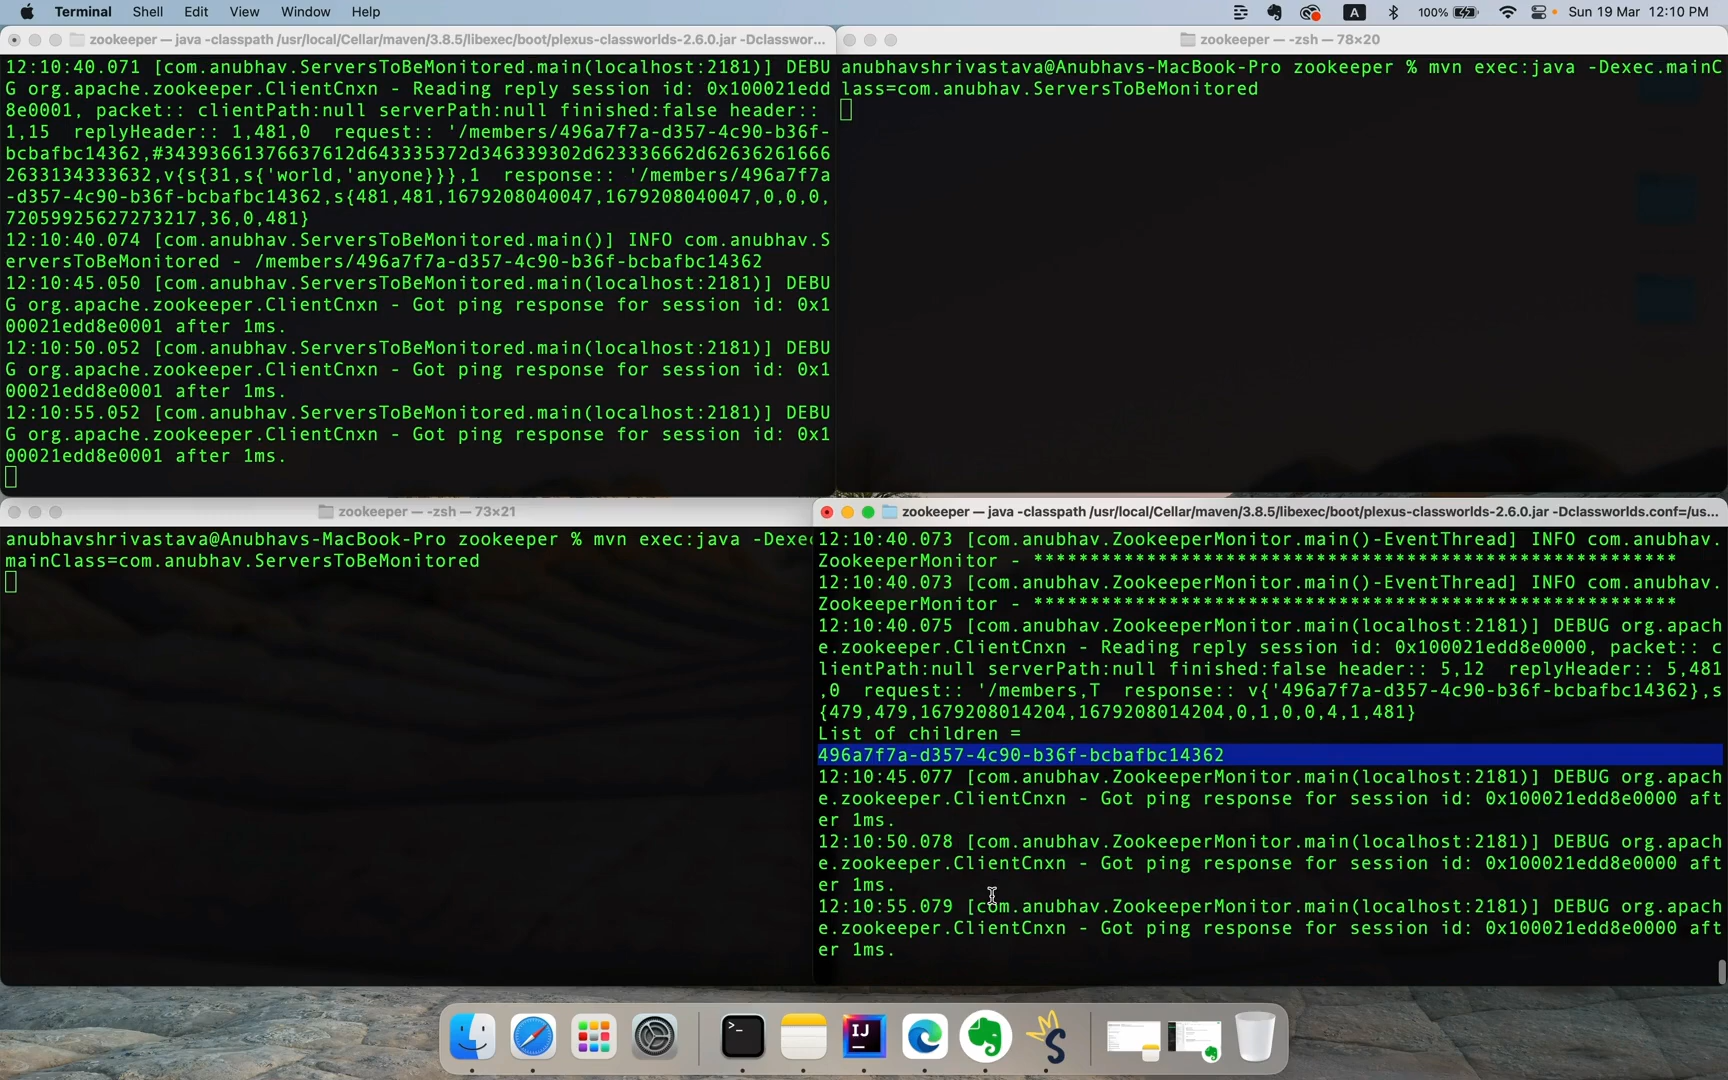 Terminal Shell Edit View Window Help A 100% Sun 19 Mar 12:10 PM
zookeeper — java -classpath /usr/local/Cellar/maven/3.8.5/libexec/boot/plexus-classworlds-2.6.0.jar -Dclasswor...
12:10:40.071 [com.anubhav.ServersToBeMonitored.main(localhost:2181)] DEBU
G org.apache.zookeeper.ClientCnxn - Reading reply session id: 0x100021edd
8e0001, packet:: clientPath:null serverPath:null finished:false header::
1,15  replyHeader:: 1,481,0  request:: '/members/496a7f7a-d357-4c90-b36f-
bcbafbc14362,#34393661376637612d643335372d346339302d623336662d62636261666
2633134333632,v{s{31,s{'world,'anyone}}},1  response:: '/members/496a7f7a
-d357-4c90-b36f-bcbafbc14362,s{481,481,1679208040047,1679208040047,0,0,0,
72059925627273217,36,0,481}
12:10:40.074 [com.anubhav.ServersToBeMonitored.main()] INFO com.anubhav.S
erversToBeMonitored - /members/496a7f7a-d357-4c90-b36f-bcbafbc14362
12:10:45.050 [com.anubhav.ServersToBeMonitored.main(localhost:2181)] DEBU
G org.apache.zookeeper.ClientCnxn - Got ping response for session id: 0x1
00021edd8e0001 after 1ms.
12:10:50.052 [com.anubhav.ServersToBeMonitored.main(localhost:2181)] DEBU
G org.apache.zookeeper.ClientCnxn - Got ping response for session id: 0x1
00021edd8e0001 after 1ms.
12:10:55.052 [com.anubhav.ServersToBeMonitored.main(localhost:2181)] DEBU
G org.apache.zookeeper.ClientCnxn - Got ping response for session id: 0x1
00021edd8e0001 after 1ms.
zookeeper — -zsh — 78×20
anubhavshrivastava@Anubhavs-MacBook-Pro zookeeper % mvn exec:java -Dexec.mainC
lass=com.anubhav.ServersToBeMonitored
zookeeper — -zsh — 73×21
anubhavshrivastava@Anubhavs-MacBook-Pro zookeeper % mvn exec:java -Dexec
mainClass=com.anubhav.ServersToBeMonitored
zookeeper — java -classpath /usr/local/Cellar/maven/3.8.5/libexec/boot/plexus-classworlds-2.6.0.jar -Dclassworlds.conf=/us...
12:10:40.073 [com.anubhav.ZookeeperMonitor.main()-EventThread] INFO com.anubhav.
ZookeeperMonitor - *********************************************************
12:10:40.073 [com.anubhav.ZookeeperMonitor.main()-EventThread] INFO com.anubhav.
ZookeeperMonitor - *********************************************************
12:10:40.075 [com.anubhav.ZookeeperMonitor.main(localhost:2181)] DEBUG org.apach
e.zookeeper.ClientCnxn - Reading reply session id: 0x100021edd8e0000, packet:: c
lientPath:null serverPath:null finished:false header:: 5,12  replyHeader:: 5,481
,0  request:: '/members,T  response:: v{'496a7f7a-d357-4c90-b36f-bcbafbc14362},s
{479,479,1679208014204,1679208014204,0,1,0,0,4,1,481}
List of children =
496a7f7a-d357-4c90-b36f-bcbafbc14362
12:10:45.077 [com.anubhav.ZookeeperMonitor.main(localhost:2181)] DEBUG org.apach
e.zookeeper.ClientCnxn - Got ping response for session id: 0x100021edd8e0000 aft
er 1ms.
12:10:50.078 [com.anubhav.ZookeeperMonitor.main(localhost:2181)] DEBUG org.apach
e.zookeeper.ClientCnxn - Got ping response for session id: 0x100021edd8e0000 aft
er 1ms.
12:10:55.079 [com.anubhav.ZookeeperMonitor.main(localhost:2181)] DEBUG org.apach
e.zookeeper.ClientCnxn - Got ping response for session id: 0x100021edd8e0000 aft
er 1ms.
IJ
S